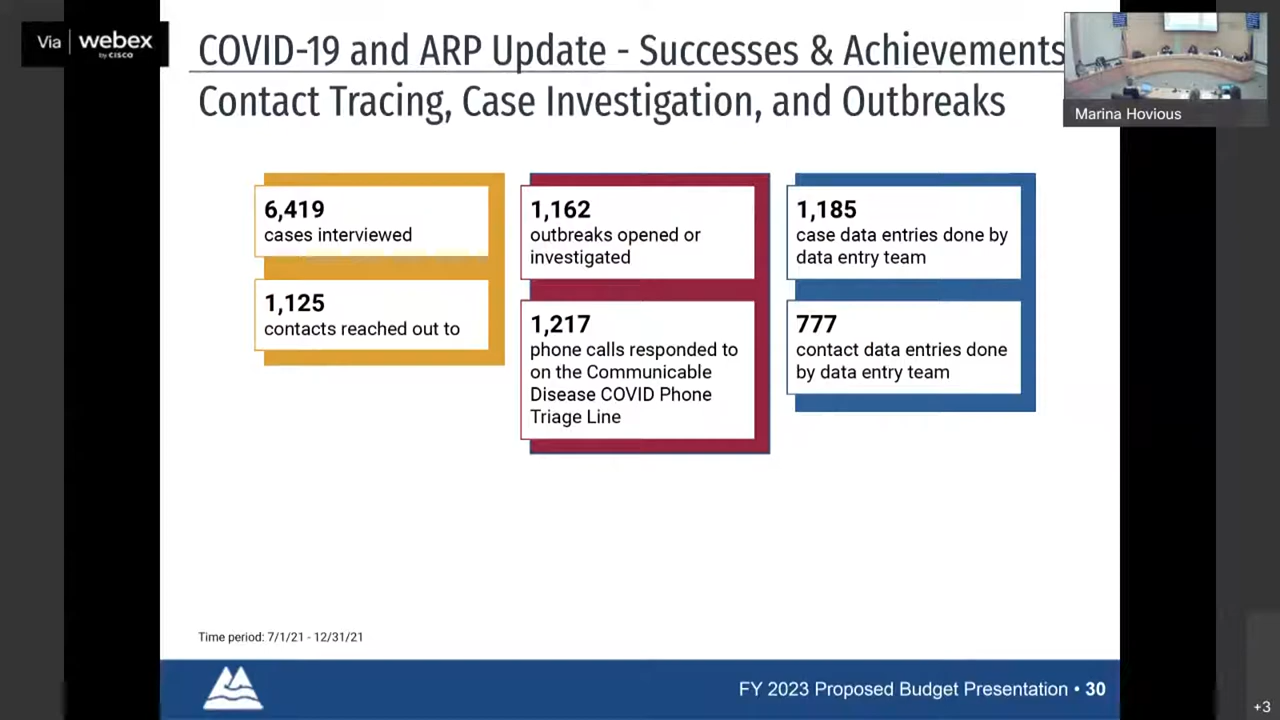 Via webex
by CISCO
COVID-19 and ARP Update - Successes & Achievements
Contact Tracing, Case Investigation, and Outbreaks
Marina Hovious
6,419
cases interviewed
1,125
contacts reached out to
1,162
outbreaks opened or
investigated
1,217
phone calls responded to
on the Communicable
Disease COVID Phone
Triage Line
1,185
case data entries done by
data entry team
777
contact data entries done
by data entry team
Time period: 7/1/21 - 12/31/21
FY 2023 Proposed Budget Presentation • 30
+3